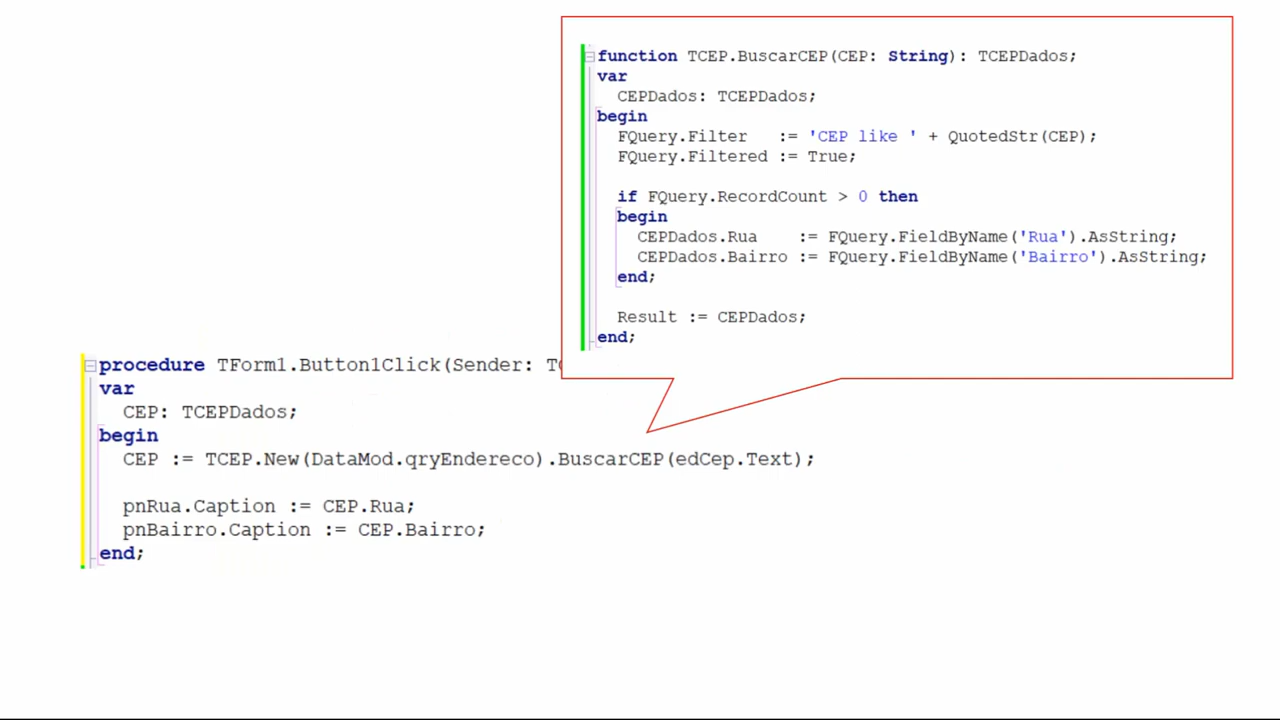 function TCEP.BuscarCEP(CEP: String): TCEPDados;
var
  CEPDados: TCEPDados;
begin
  FQuery.Filter   := 'CEP like ' + QuotedStr(CEP);
  FQuery.Filtered := True;
  if FQuery.RecordCount > 0 then
  begin
    CEPDados.Rua    := FQuery.FieldByName('Rua').AsString;
    CEPDados.Bairro := FQuery.FieldByName('Bairro').AsString;
  end;
  Result := CEPDados;
end;
procedure TForm1.Button1Click(Sender:
var
  CEP: TCEPDados;
begin
  CEP := TCEP.New(DataMod.qryEndereco).BuscarCEP(edCep.Text);
  pnRua.Caption := CEP.Rua;
  pnBairro.Caption := CEP.Bairro;
end;